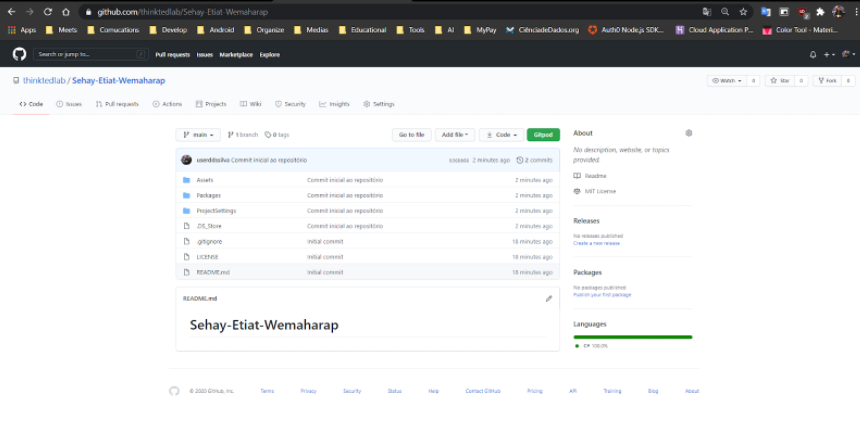 github.com/thinktedlab/Sehay-Etiat-Wemaharap
Apps Meets Comucations Develop Android Organize Medias Educational Tools AI MyPay CiênciadeDados.org Auth0 Node.js SDK... Cloud Application P... Color Tool - Materi...
Search or jump to... / Pull requests Issues Marketplace Explore
thinktedlab / Sehay-Etiat-Wemaharap Watch 0 Star 0 Fork 0
Code Issues Pull requests Actions Projects Wiki Security Insights Settings
main 1 branch 0 tags Go to file Add file Code Gitpod
userddssilva Commit inicial ao repositório 2 minutes ago 2 commits
Assets Commit inicial ao repositório 2 minutes ago
Packages Commit inicial ao repositório 2 minutes ago
ProjectSettings Commit inicial ao repositório 2 minutes ago
.DS_Store Commit inicial ao repositório 2 minutes ago
.gitignore Initial commit 18 minutes ago
LICENSE Initial commit 18 minutes ago
README.md Initial commit 18 minutes ago
README.md
Sehay-Etiat-Wemaharap
About
No description, website, or topics
provided.
Readme
MIT License
Releases
No releases published
Create a new release
Packages
No packages published
Publish your first package
Languages
C# 100.0%
© 2020 GitHub, Inc. Terms Privacy Security Status Help Contact GitHub Pricing API Training Blog About